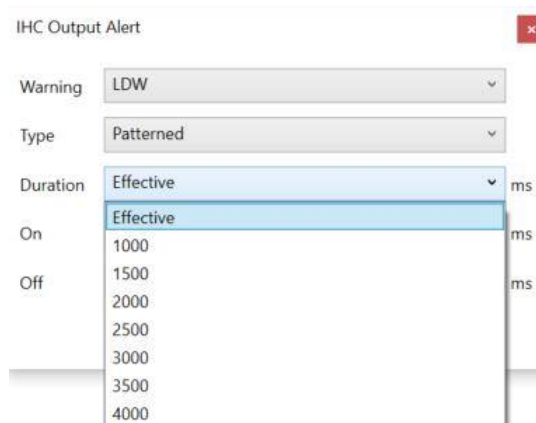 IHC Output Alert
Warning LDW
Type Patterned
Duration Effective ms
Effective
On ms
1000
1500
Off ms
2000
2500
3000
3500
4000